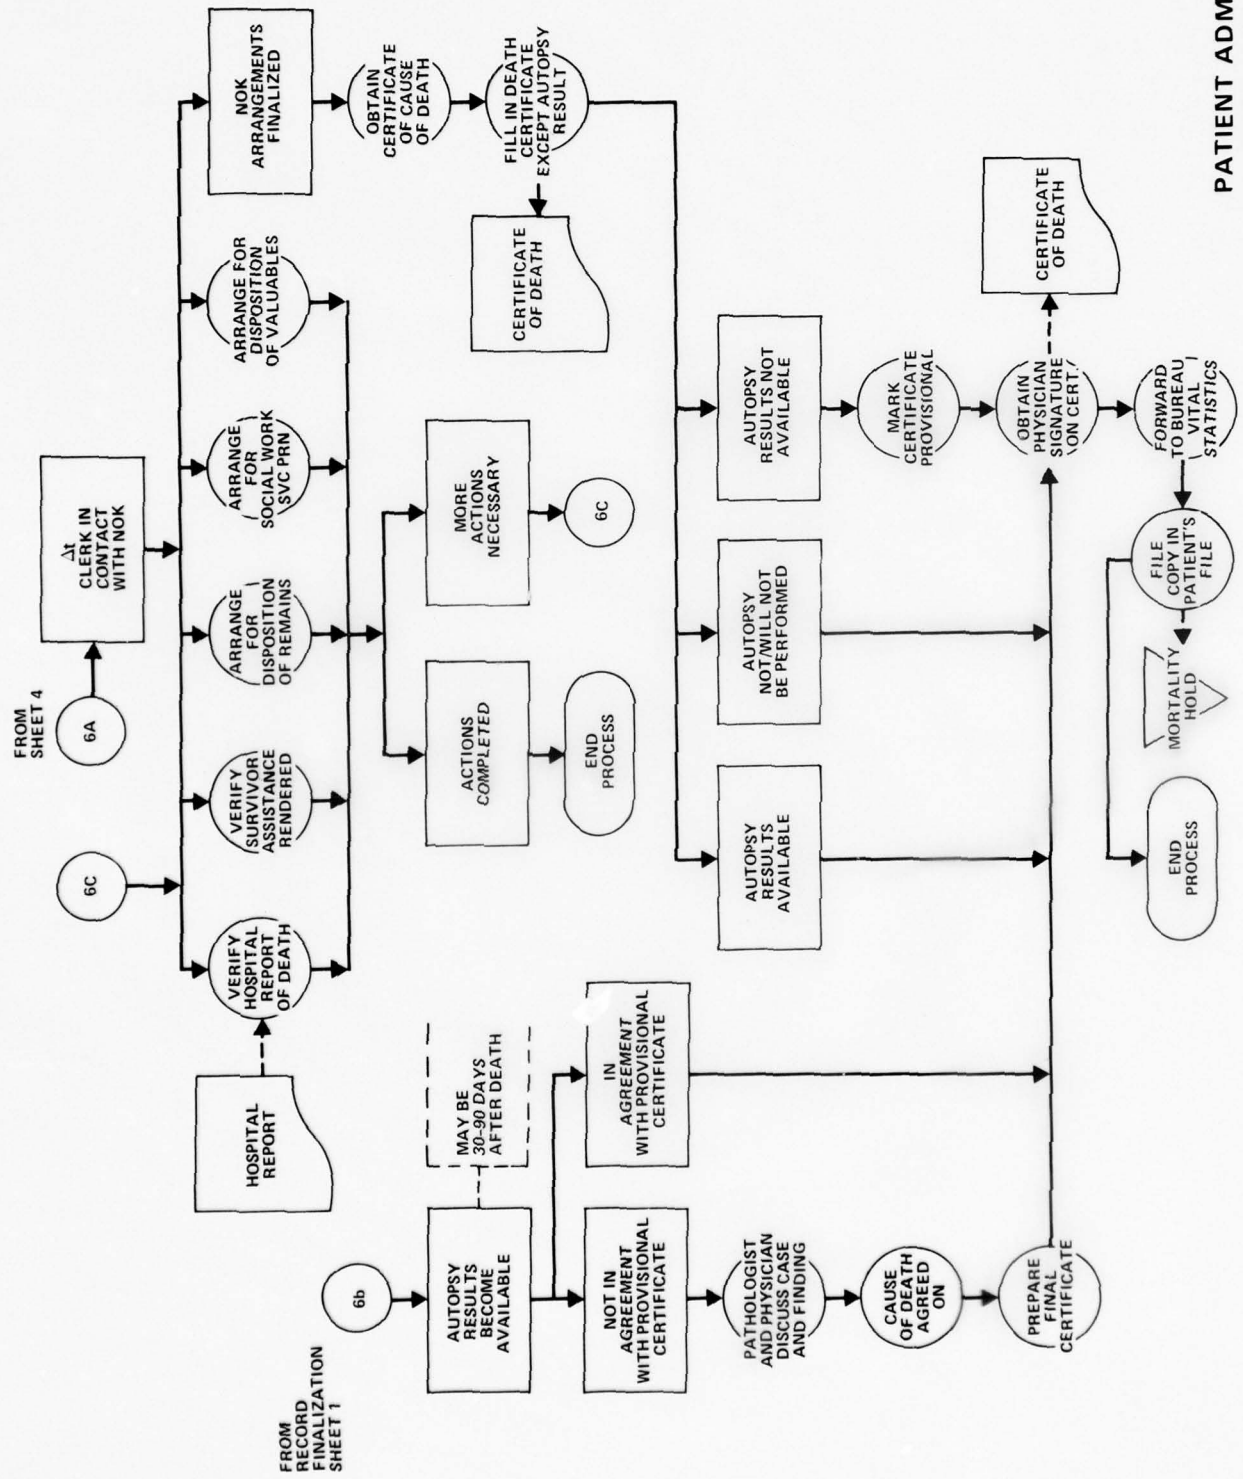 FROM
SHEET 4
6A
Δt
CLERK IN
CONTACT
WITH NOK
6C
VERIFY
HOSPITAL
REPORT
OF DEATH
VERIFY
SURVIVOR
ASSISTANCE
RENDERED
ARRANGE
FOR
DISPOSITION
OF REMAINS
ARRANGE
FOR
SOCIAL WORK
SVC PRN
ARRANGE FOR
DISPOSITION
OF VALUABLES
NOK
ARRANGEMENTS
FINALIZED
HOSPITAL
REPORT
OBTAIN
CERTIFICATE
OF CAUSE
OF DEATH
FILL IN DEATH
CERTIFICATE
EXCEPT AUTOPSY
RESULT
CERTIFICATE
OF DEATH
ACTIONS
COMPLETED
MORE
ACTIONS
NECESSARY
END
PROCESS
6C
FROM
RECORD
FINALIZATION
SHEET 1
6b
AUTOPSY
RESULTS
BECOME
AVAILABLE
MAY BE
30-90 DAYS
AFTER DEATH
NOT IN
AGREEMENT
WITH PROVISIONAL
CERTIFICATE
IN
AGREEMENT
WITH PROVISIONAL
CERTIFICATE
AUTOPSY
RESULTS
AVAILABLE
AUTOPSY
NOT/WILL NOT
BE PERFORMED
AUTOPSY
RESULTS NOT
AVAILABLE
PATHOLOGIST
AND PHYSICIAN
DISCUSS CASE
AND FINDING
CAUSE
OF DEATH
AGREED
ON
MARK
CERTIFICATE
PROVISIONAL
PREPARE
FINAL
CERTIFICATE
OBTAIN
PHYSICIAN
SIGNATURE
ON CERT.
CERTIFICATE
OF DEATH
FORWARD
TO BUREAU
VITAL
STATISTICS
FILE
COPY IN
PATIENT'S
FILE
MORTALITY
HOLD
END
PROCESS
PATIENT ADM